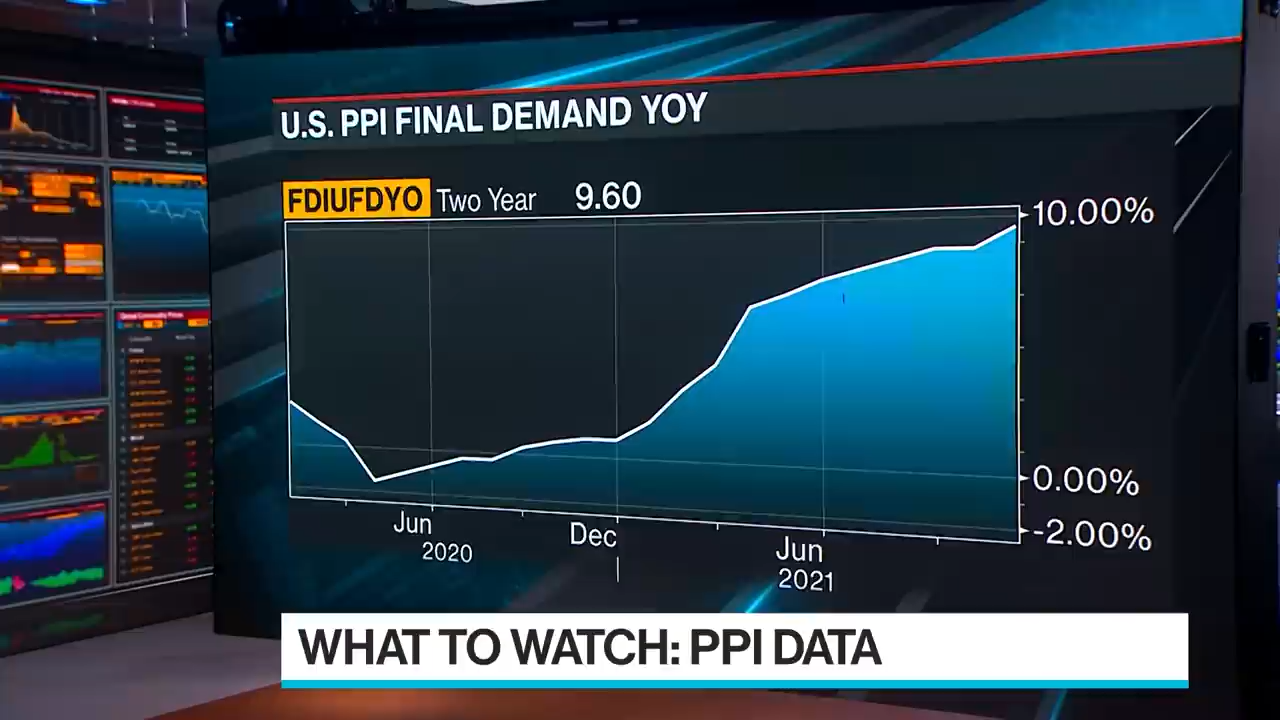 U.S. PPI FINAL DEMAND YOY
FDIUFDYO Two Year 9.60
10.00%
0.00%
-2.00%
Jun Dec Jun
2020 2021
WHAT TO WATCH: PPI DATA